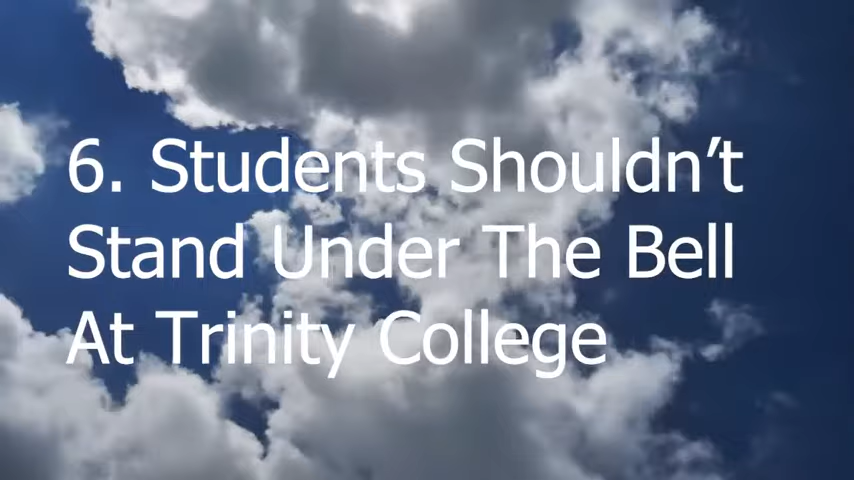 6. Students Shouldn’t
Stand Under The Bell
At Trinity College